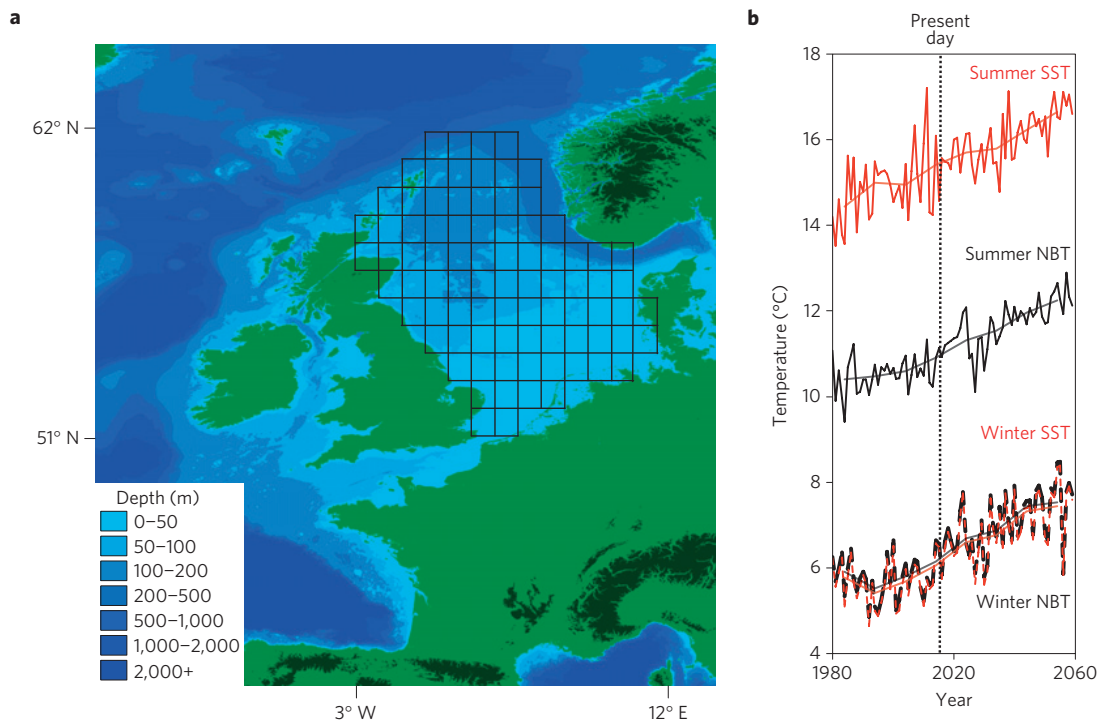 a
62° N
51° N
Depth (m)
0–50
50–100
100–200
200–500
500–1,000
1,000–2,000
2,000+
3° W
12° E
b
Present
day
18
16
14
12
10
8
6
4
Temperature (°C)
Summer SST
Summer NBT
Winter SST
Winter NBT
1980
2020
2060
Year